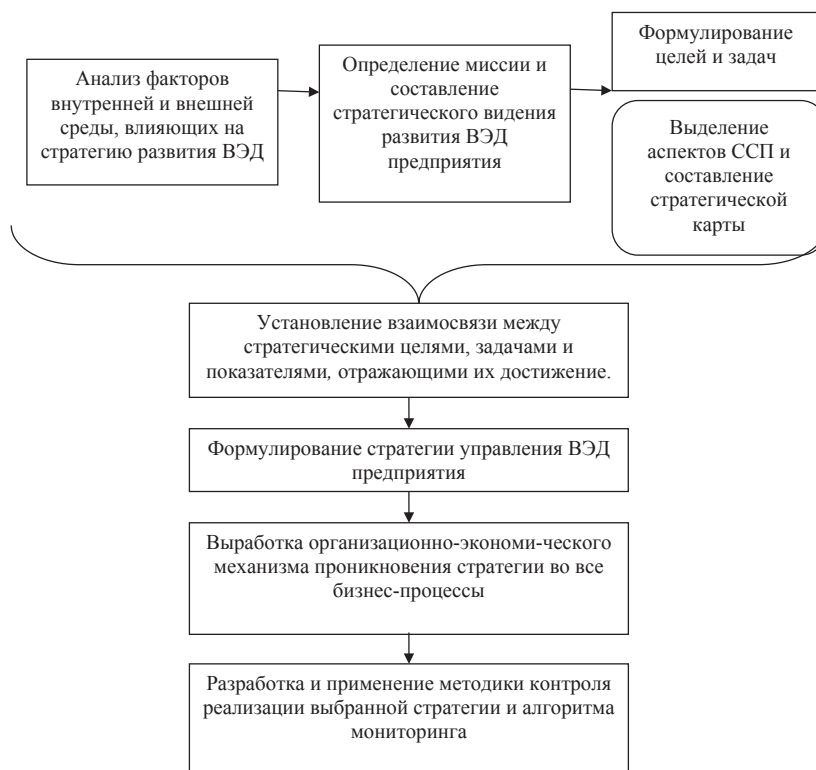 Анализ факторов
внутренней и внешней
среды, влияющих на
стратегию развития ВЭД
Определение миссии и
составление
стратегического видения
развития ВЭД
предприятия
Формулирование
целей и задач
Выделение
аспектов ССП и
составление
стратегической
карты
Установление взаимосвязи между
стратегическими целями, задачами и
показателями, отражающими их достижение.
Формулирование стратегии управления ВЭД
предприятия
Выработка организационно-экономи-ческого
механизма проникновения стратегии во все
бизнес-процессы
Разработка и применение методики контроля
реализации выбранной стратегии и алгоритма
мониторинга